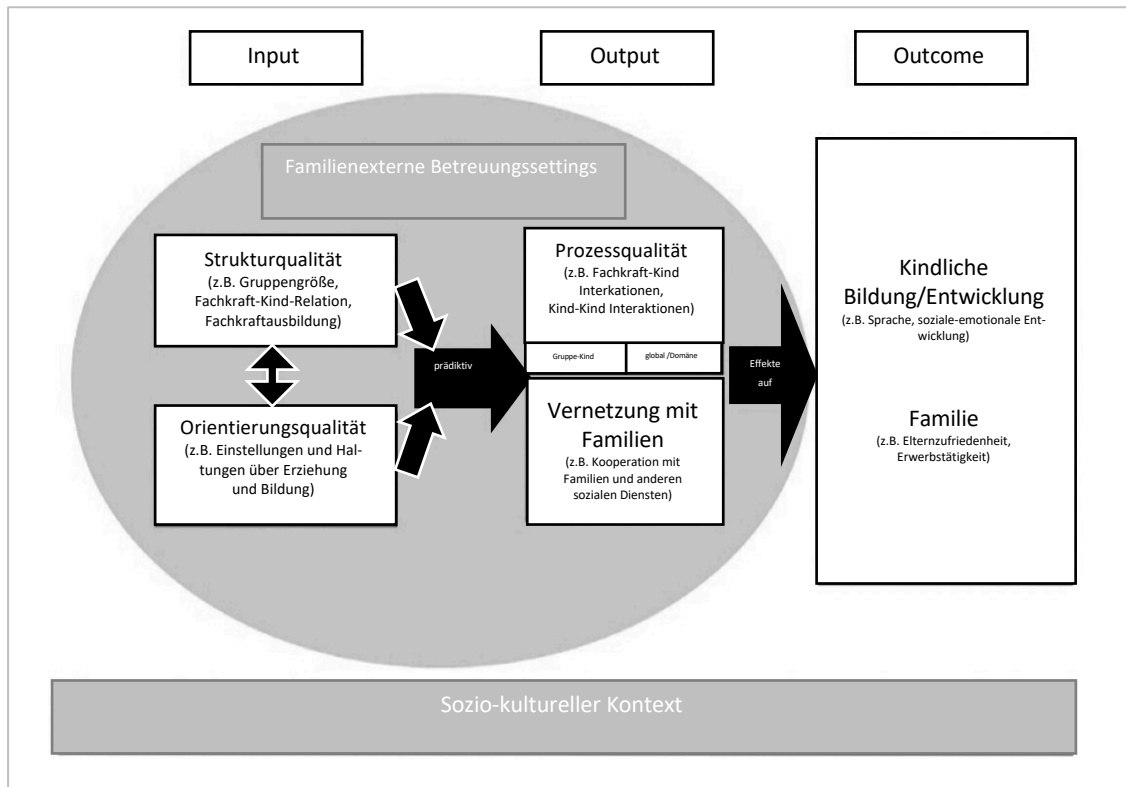 Input
Output
Outcome
Familienexterne Betreuungssettings
Strukturqualität
(z.B. Gruppengröße,
Fachkraft-Kind-Relation,
Fachkraftausbildung)
Orientierungsqualität
(z.B. Einstellungen und Hal-
tungen über Erziehung
und Bildung)
prädiktiv
Prozessqualität
(z.B. Fachkraft-Kind
Interkationen,
Kind-Kind Interaktionen)
Gruppe-Kind
global /Domäne
Vernetzung mit
Familien
(z.B. Kooperation mit
Familien und anderen
sozialen Diensten)
Effekte
auf
Kindliche
Bildung/Entwicklung
(z.B. Sprache, soziale-emotionale Ent-
wicklung)
Familie
(z.B. Elternzufriedenheit,
Erwerbstätigkeit)
Sozio-kultureller Kontext